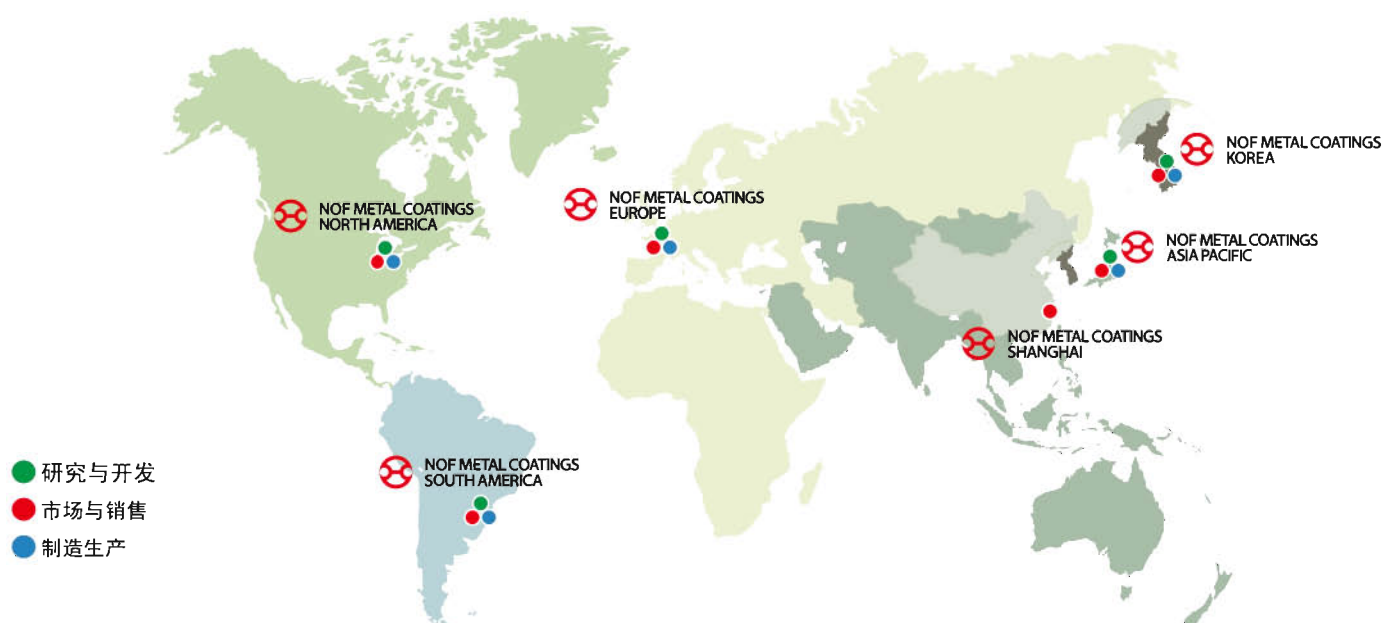 NOF METAL COATINGS
KOREA
NOF METAL COATINGS
NORTH AMERICA
NOF METAL COATINGS
EUROPE
NOF METAL COATINGS
ASIA PACIFIC
NOF METAL COATINGS
SHANGHAI
NOF METAL COATINGS
SOUTH AMERICA
研究与开发
市场与销售
制造生产